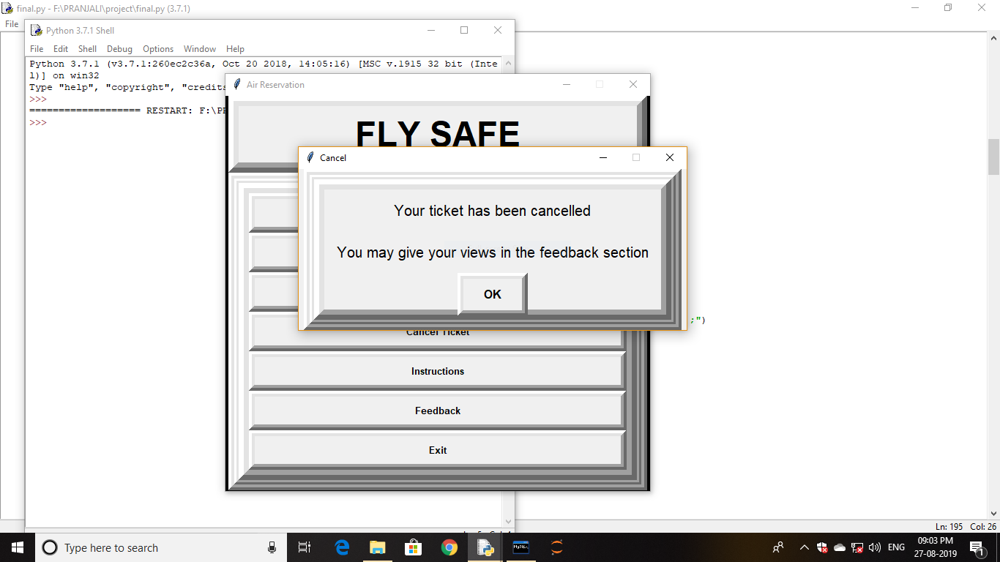 final.py - F:\PRANJALI\project\final.py (3.7.1)
File
Python 3.7.1 Shell
File Edit Shell Debug Options Window Help
Python 3.7.1 (v3.7.1:260ec2c36a, Oct 20 2018, 14:05:16) [MSC v.1915 32 bit (Inte
l)] on win32
Type "help", "copyright", "credits
>>>
=================== RESTART: F:\PR
>>>
Air Reservation
FLY SAFE
Cancel
Your ticket has been cancelled
You may give your views in the feedback section
OK
;")
Cancel Ticket
Instructions
Feedback
Exit
Ln: 195 Col: 26
Type here to search
MySQL
ENG
09:03 PM
27-08-2019
1